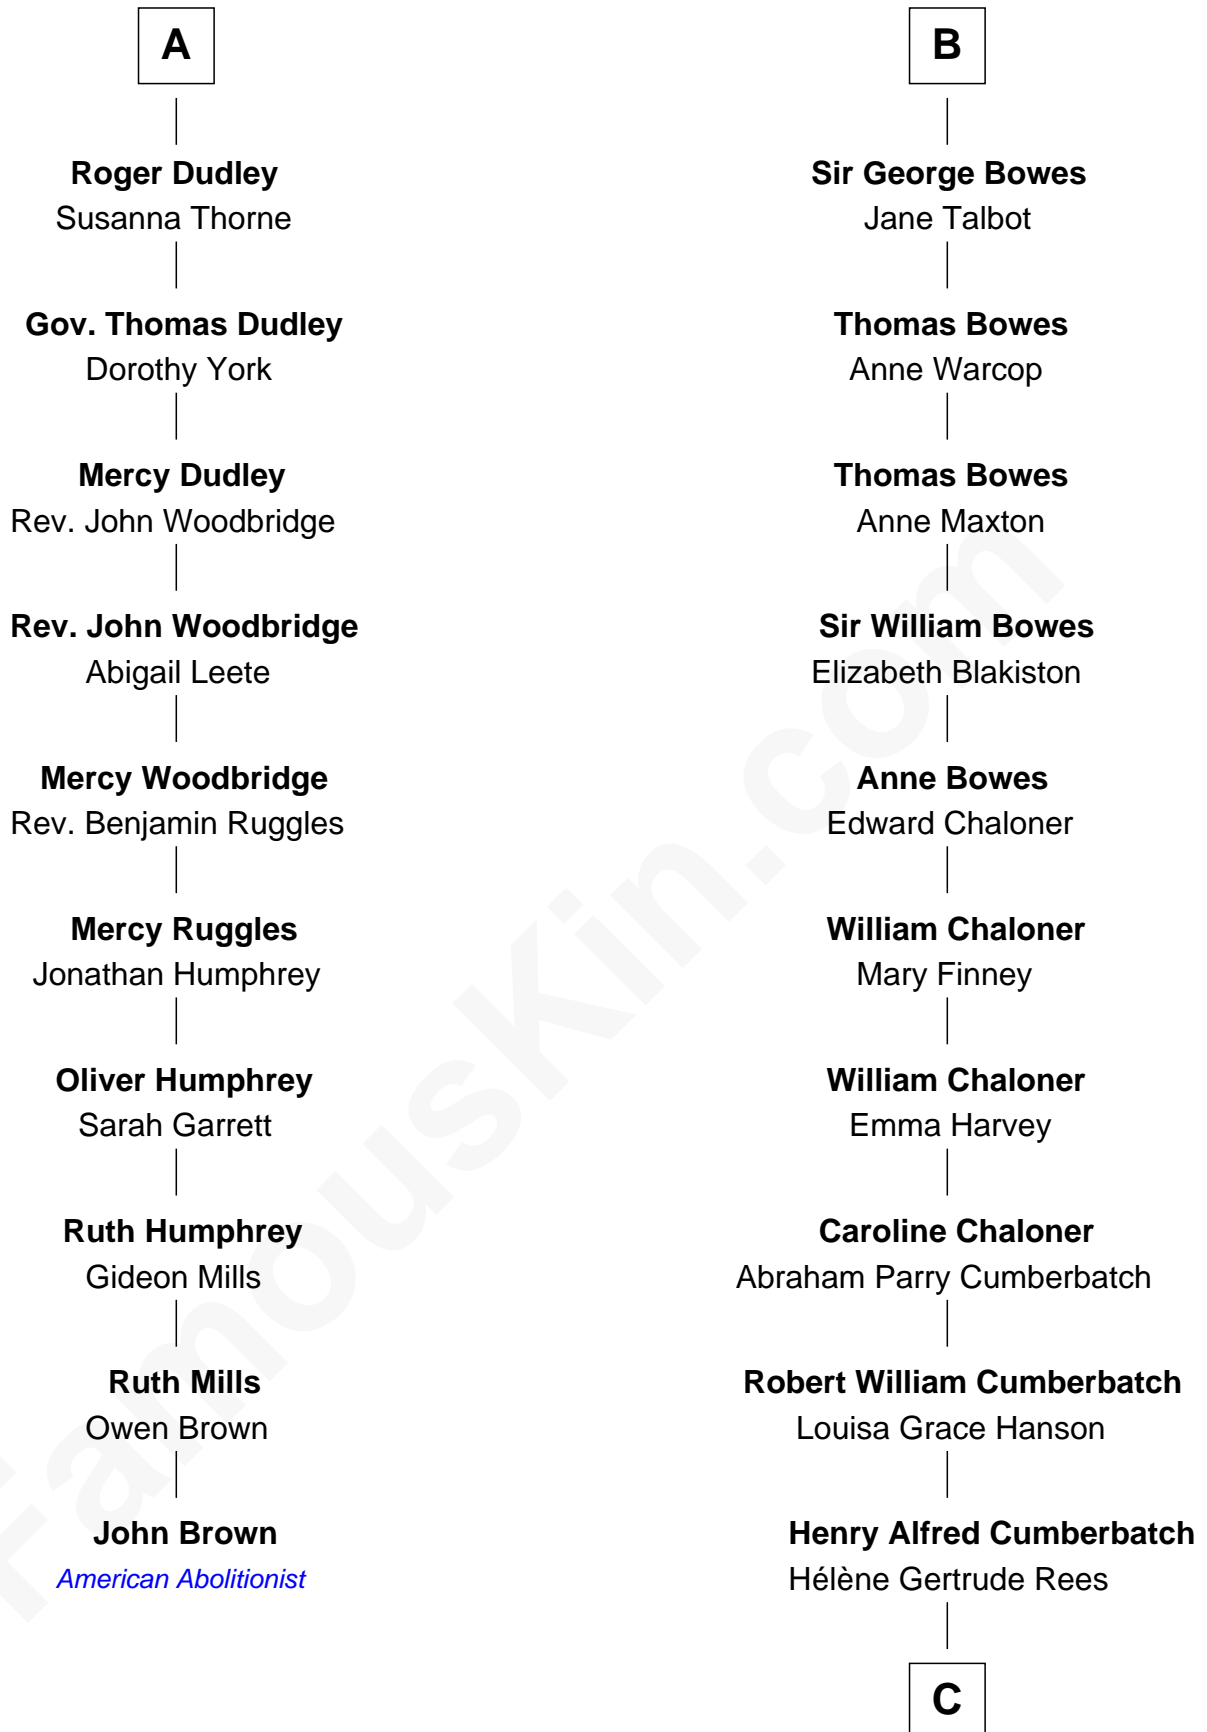 A
Roger Dudley
Susanna Thorne
Gov. Thomas Dudley
Dorothy York
Mercy Dudley
Rev. John Woodbridge
Rev. John Woodbridge
Abigail Leete
Mercy Woodbridge
Rev. Benjamin Ruggles
Mercy Ruggles
Jonathan Humphrey
Oliver Humphrey
Sarah Garrett
Ruth Humphrey
Gideon Mills
Ruth Mills
Owen Brown
John Brown
American Abolitionist
B
Sir George Bowes
Jane Talbot
Thomas Bowes
Anne Warcop
Thomas Bowes
Anne Maxton
Sir William Bowes
Elizabeth Blakiston
Anne Bowes
Edward Chaloner
William Chaloner
Mary Finney
William Chaloner
Emma Harvey
Caroline Chaloner
Abraham Parry Cumberbatch
Robert William Cumberbatch
Louisa Grace Hanson
Henry Alfred Cumberbatch
Hélène Gertrude Rees
C
FamousKin.com